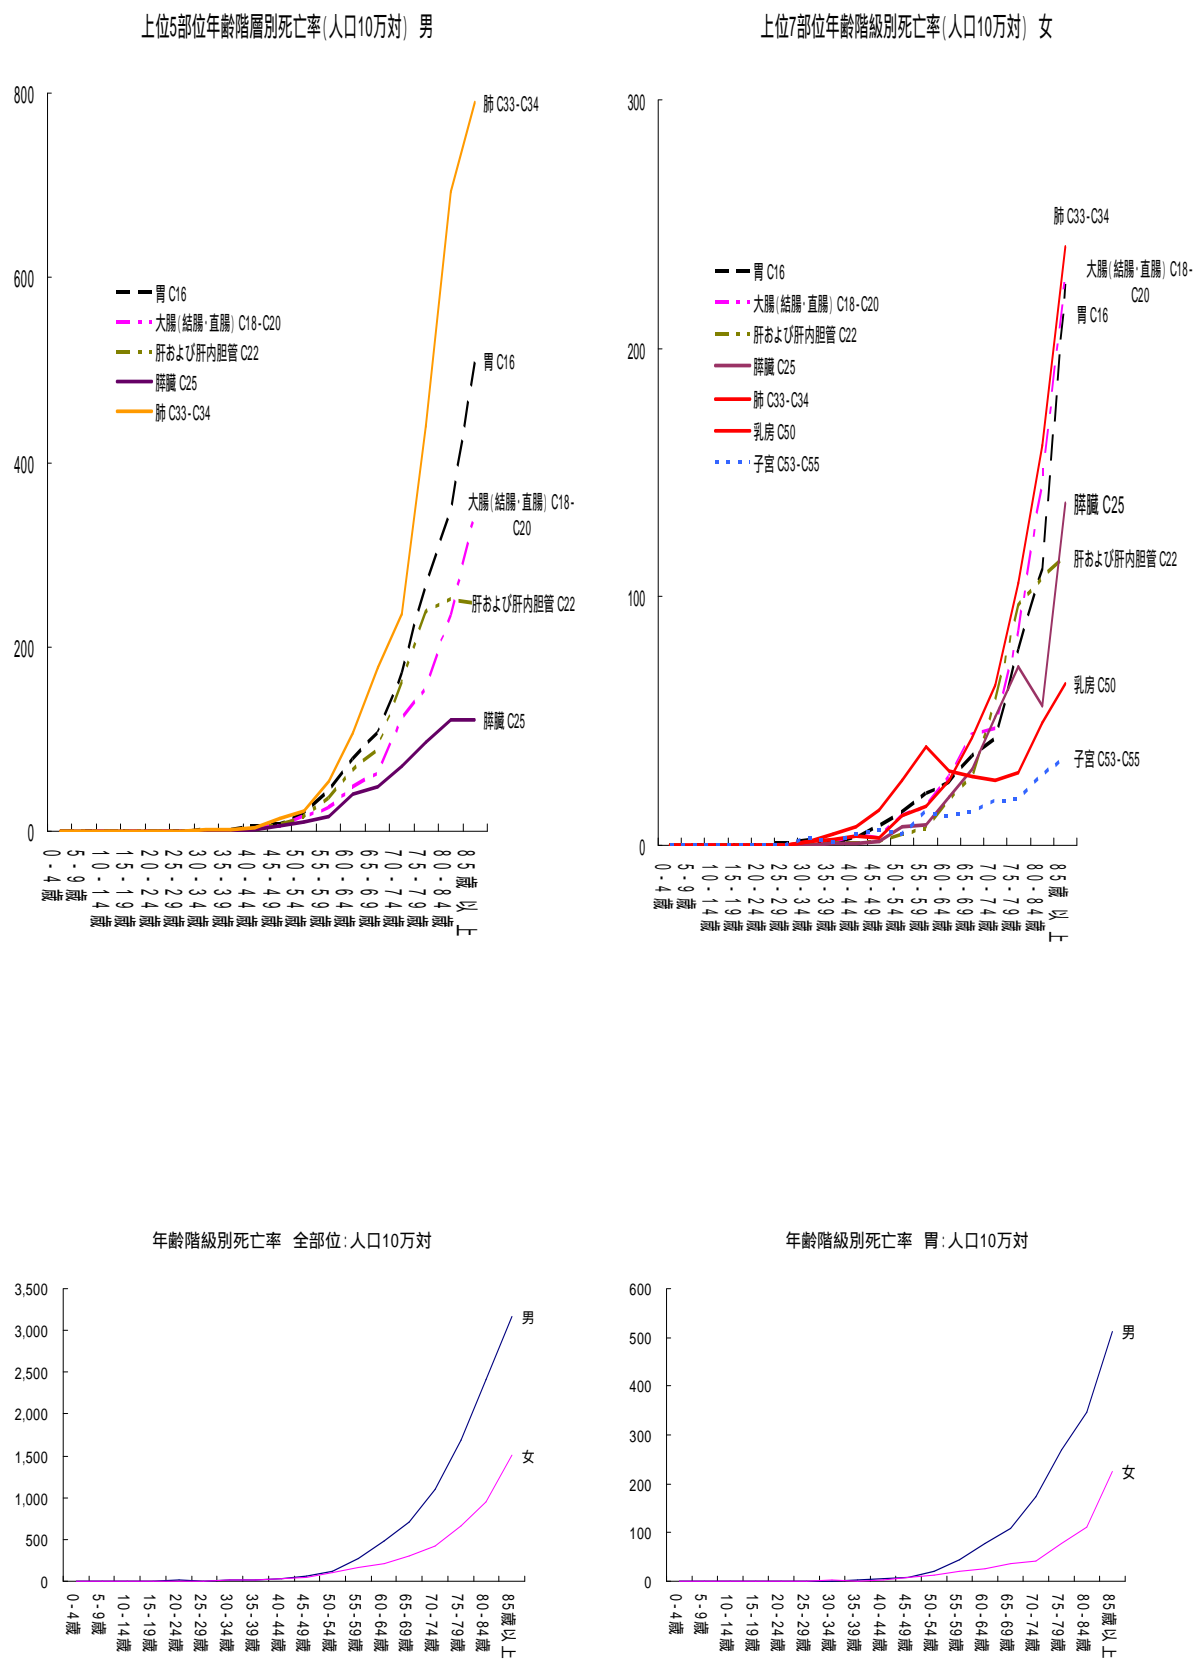 上位5部位年齢階層別死亡率(人口10万対) 男
800
600
400
200
0
胃 C16
大腸(結腸・直腸) C18-C20
肝および肝内胆管 C22
膵臓 C25
肺 C33-C34
肺 C33-C34
胃 C16
大腸(結腸・直腸) C18-
C20
肝および肝内胆管 C22
膵臓 C25
0-4歳
5-9歳
10-14歳
15-19歳
20-24歳
25-29歳
30-34歳
35-39歳
40-44歳
45-49歳
50-54歳
55-59歳
60-64歳
65-69歳
70-74歳
75-79歳
80-84歳
85歳以上
上位7部位年齢階級別死亡率(人口10万対) 女
300
200
100
0
胃 C16
大腸(結腸・直腸) C18-C20
肝および肝内胆管 C22
膵臓 C25
肺 C33-C34
乳房 C50
子宮 C53-C55
肺 C33-C34
大腸(結腸・直腸) C18-
C20
胃 C16
膵臓 C25
肝および肝内胆管 C22
乳房 C50
子宮 C53-C55
0-4歳
5-9歳
10-14歳
15-19歳
20-24歳
25-29歳
30-34歳
35-39歳
40-44歳
45-49歳
50-54歳
55-59歳
60-64歳
65-69歳
70-74歳
75-79歳
80-84歳
85歳以上
年齢階級別死亡率 全部位:人口10万対
3,500
3,000
2,500
2,000
1,500
1,000
500
0
男
女
0-4歳
5-9歳
10-14歳
15-19歳
20-24歳
25-29歳
30-34歳
35-39歳
40-44歳
45-49歳
50-54歳
55-59歳
60-64歳
65-69歳
70-74歳
75-79歳
80-84歳
85歳以上
年齢階級別死亡率 胃:人口10万対
600
500
400
300
200
100
0
男
女
0-4歳
5-9歳
10-14歳
15-19歳
20-24歳
25-29歳
30-34歳
35-39歳
40-44歳
45-49歳
50-54歳
55-59歳
60-64歳
65-69歳
70-74歳
75-79歳
80-84歳
85歳以上